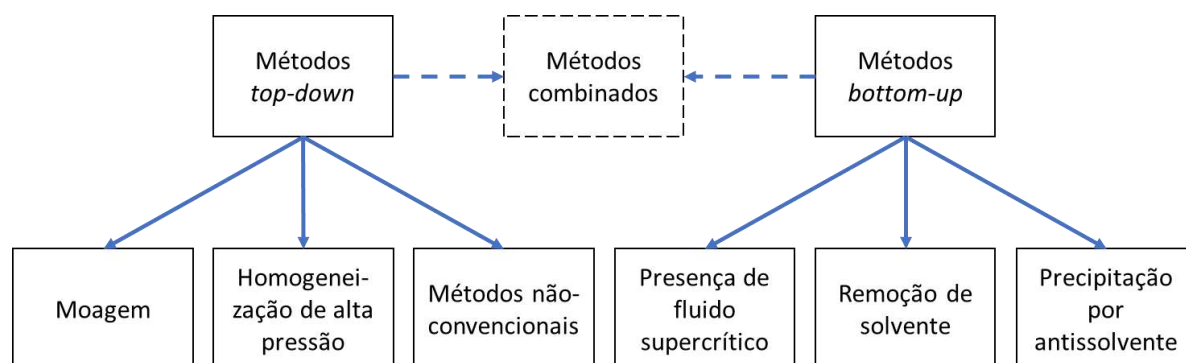 Métodos
top-down
Métodos
combinados
Métodos
bottom-up
Moagem
Homogenei-
zação de alta
pressão
Métodos não-
convencionais
Presença de
fluido
supercrítico
Remoção de
solvente
Precipitação
por
antissolvente